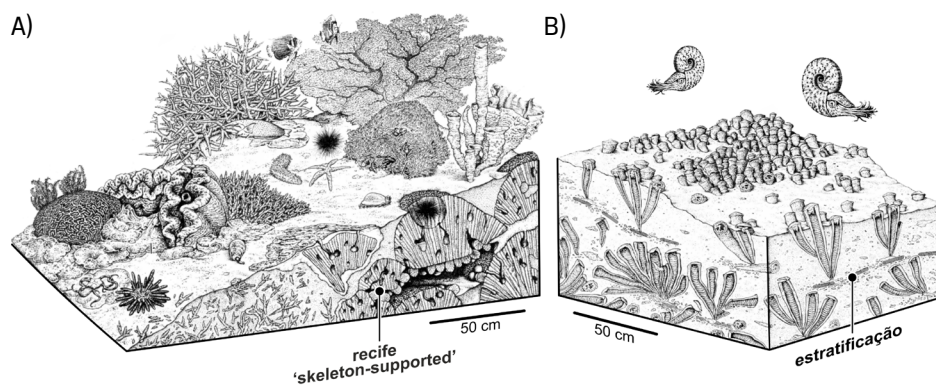 A)
B)
50 cm
recife
'skeleton-supported'
50 cm
estratificação